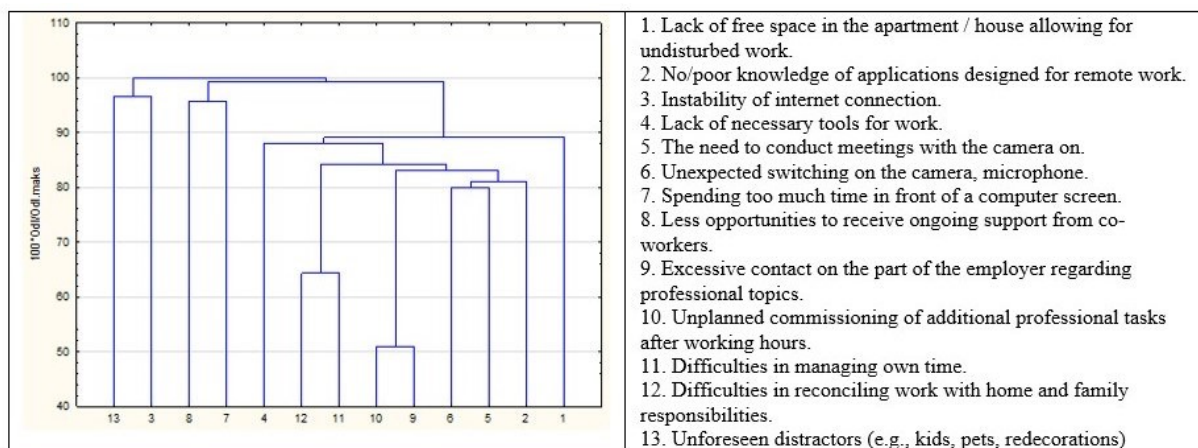 110
100
90
80
70
60
50
40
100*Odl/Odl.maks
13 3 8 7 4 12 11 10 9 6 5 2 1
1. Lack of free space in the apartment / house allowing for
undisturbed work.
2. No/poor knowledge of applications designed for remote work.
3. Instability of internet connection.
4. Lack of necessary tools for work.
5. The need to conduct meetings with the camera on.
6. Unexpected switching on the camera, microphone.
7. Spending too much time in front of a computer screen.
8. Less opportunities to receive ongoing support from co-
workers.
9. Excessive contact on the part of the employer regarding
professional topics.
10. Unplanned commissioning of additional professional tasks
after working hours.
11. Difficulties in managing own time.
12. Difficulties in reconciling work with home and family
responsibilities.
13. Unforeseen distractors (e.g., kids, pets, redecorations)